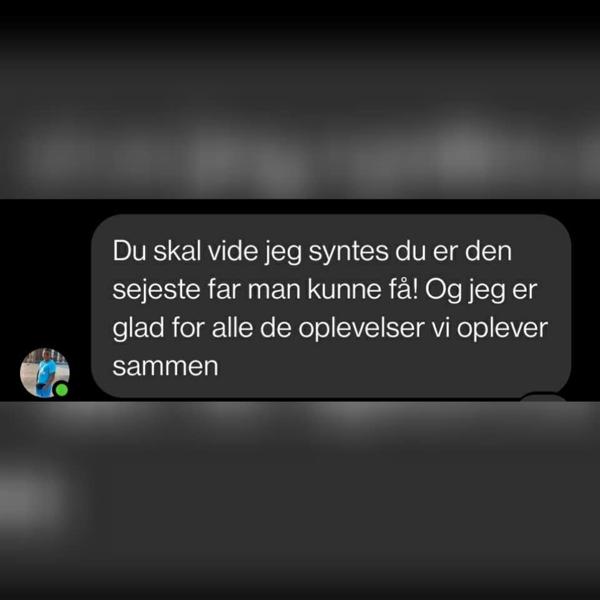 Du skal vide jeg syntes du er den
sejeste far man kunne få! Og jeg er
glad for alle de oplevelser vi oplever
sammen